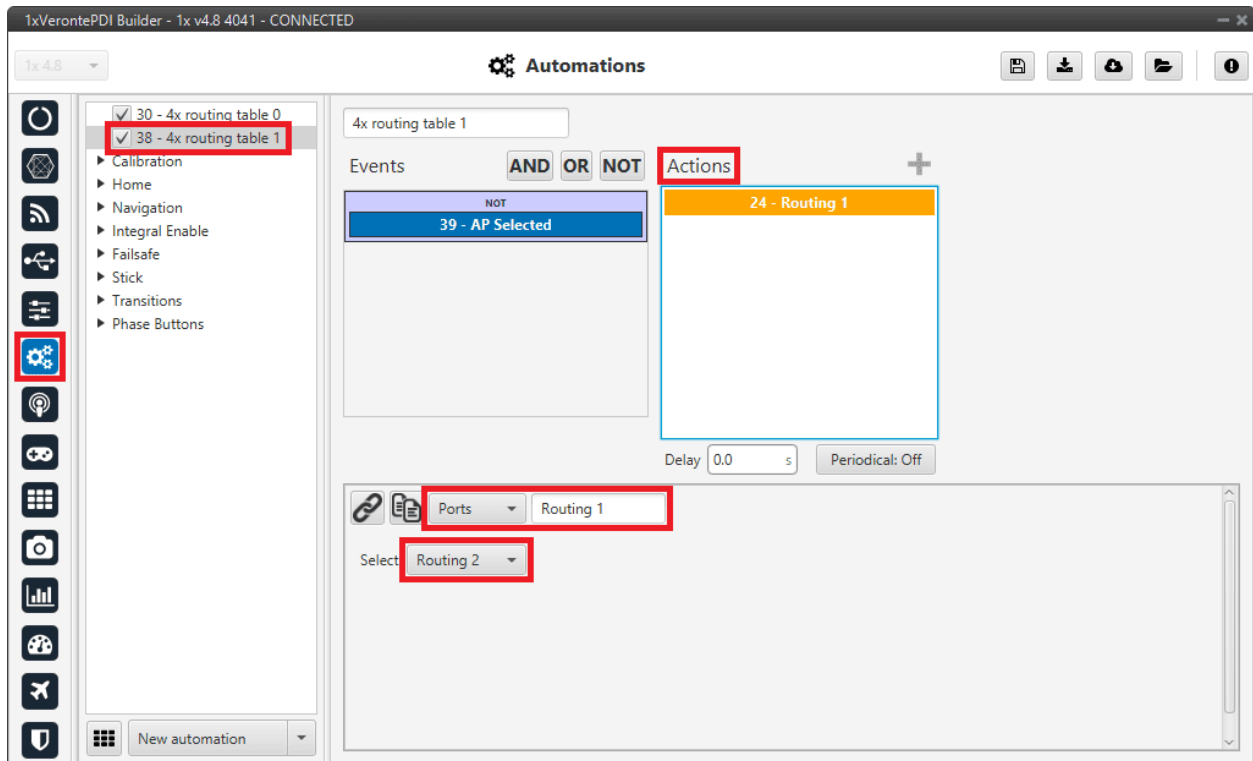 1xVerontePDI Builder - 1x v4.8 4041 - CONNECTED
1x 4.8
Automations
30 - 4x routing table 0
38 - 4x routing table 1
Calibration
Home
Navigation
Integral Enable
Failsafe
Stick
Transitions
Phase Buttons
New automation
4x routing table 1
Events AND OR NOT
NOT
39 - AP Selected
Actions
24 - Routing 1
Delay 0.0 s Periodical: Off
Ports Routing 1
Select Routing 2